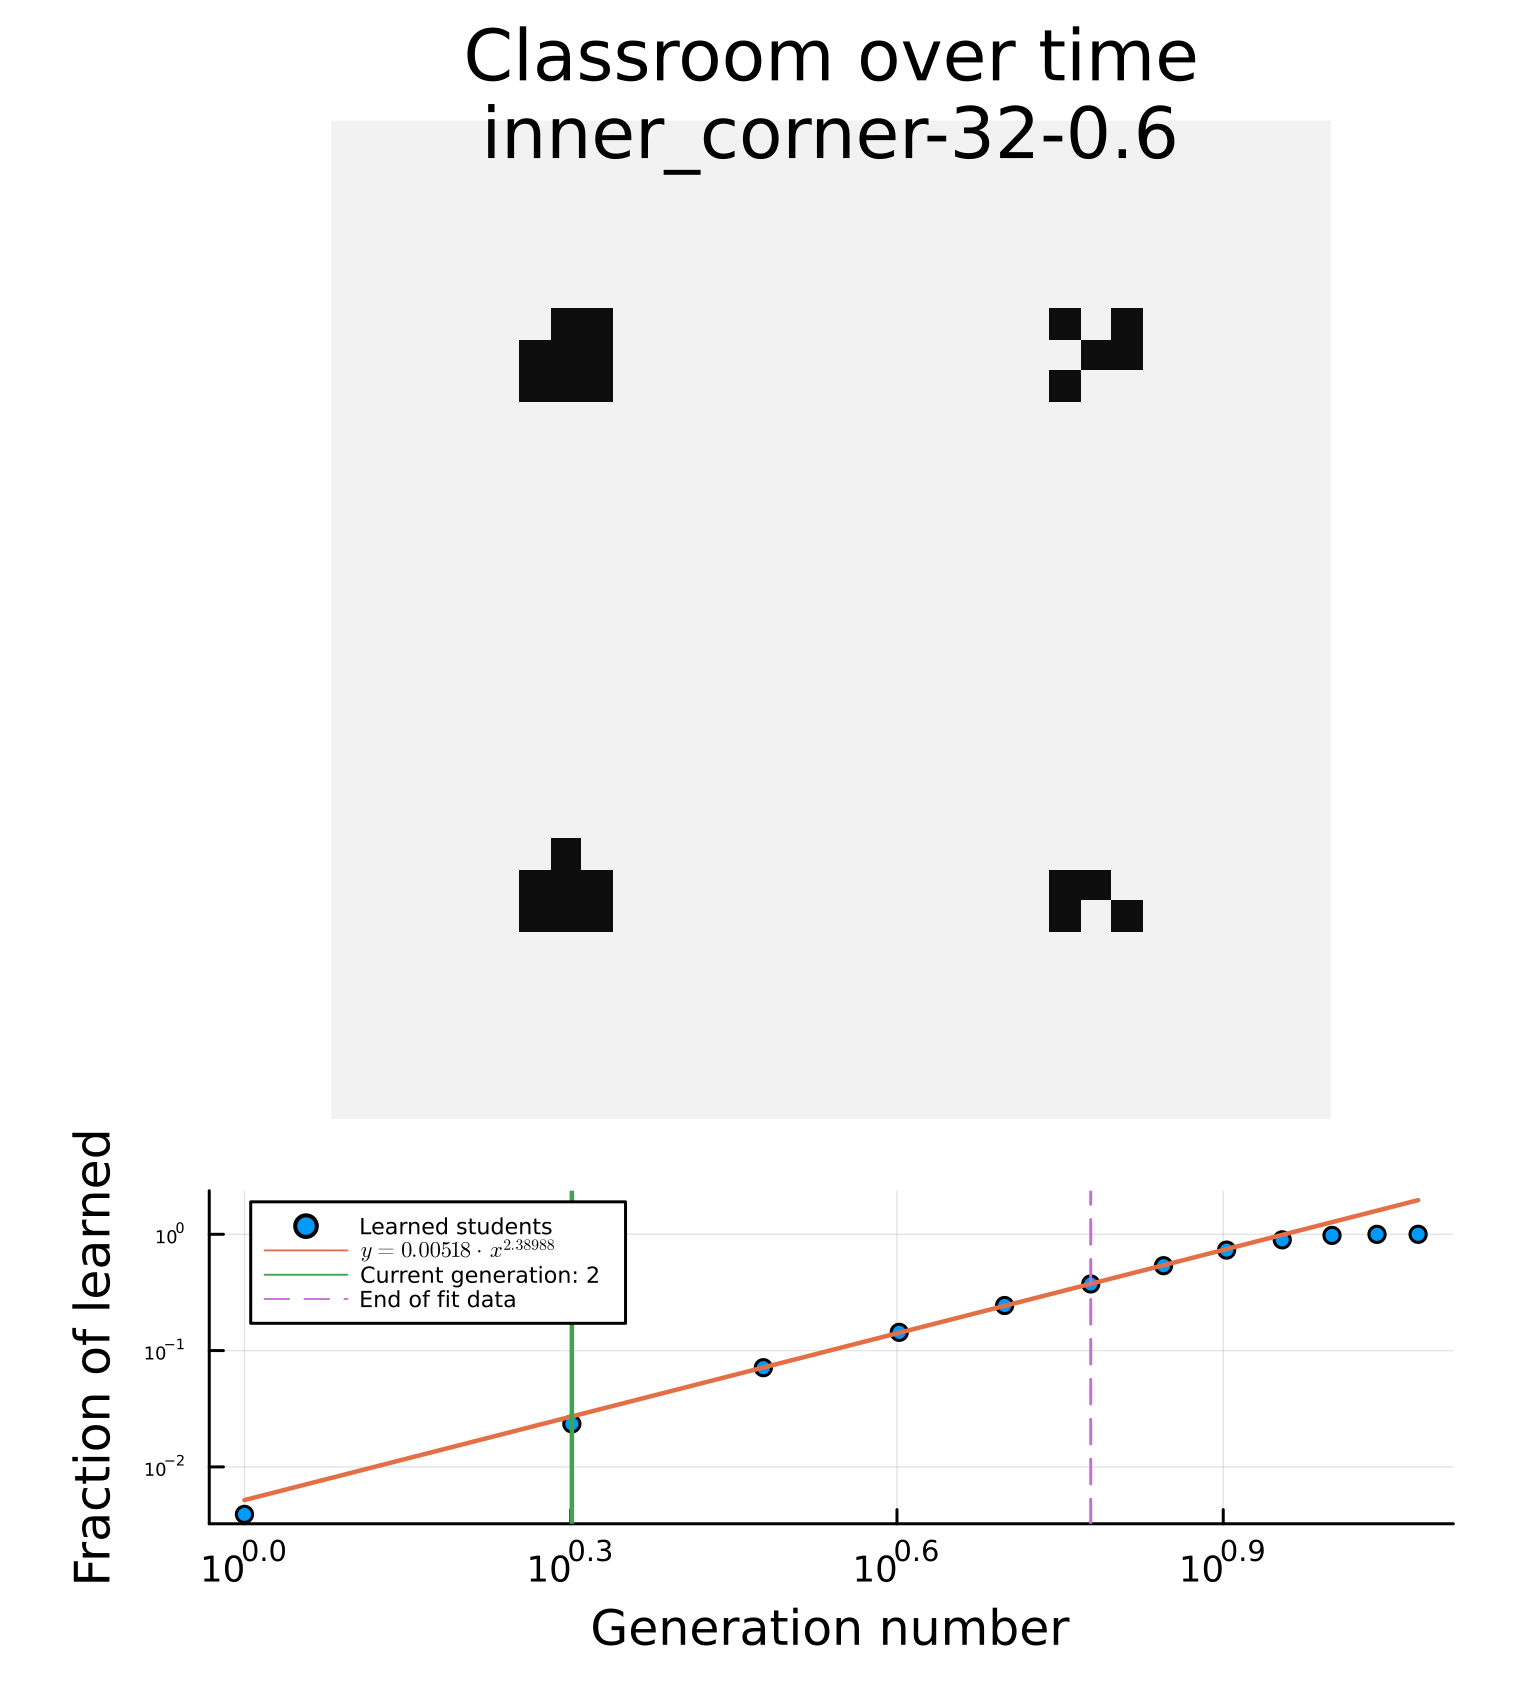 Classroom over time
inner_corner-32-0.6
Fraction of learned
10⁰
10⁻¹
10⁻²
Learned students
y = 0.00518 · x^2.38988
Current generation: 2
End of fit data
10^0.0
10^0.3
10^0.6
10^0.9
Generation number